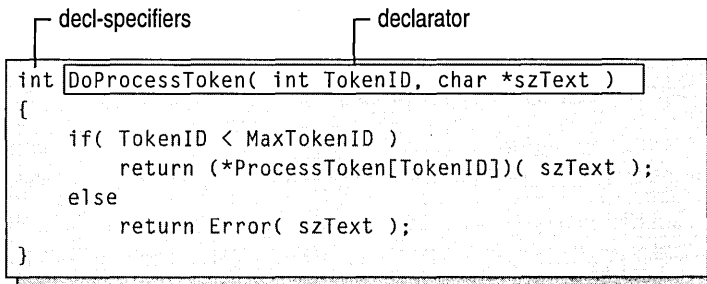 decl-specifiers declarator
int DoProcessToken( int TokenID, char *szText )
{
if( TokenID < MaxTokenID )
return (*ProcessToken[TokenID])( szText );
else
return Error( szText );
}